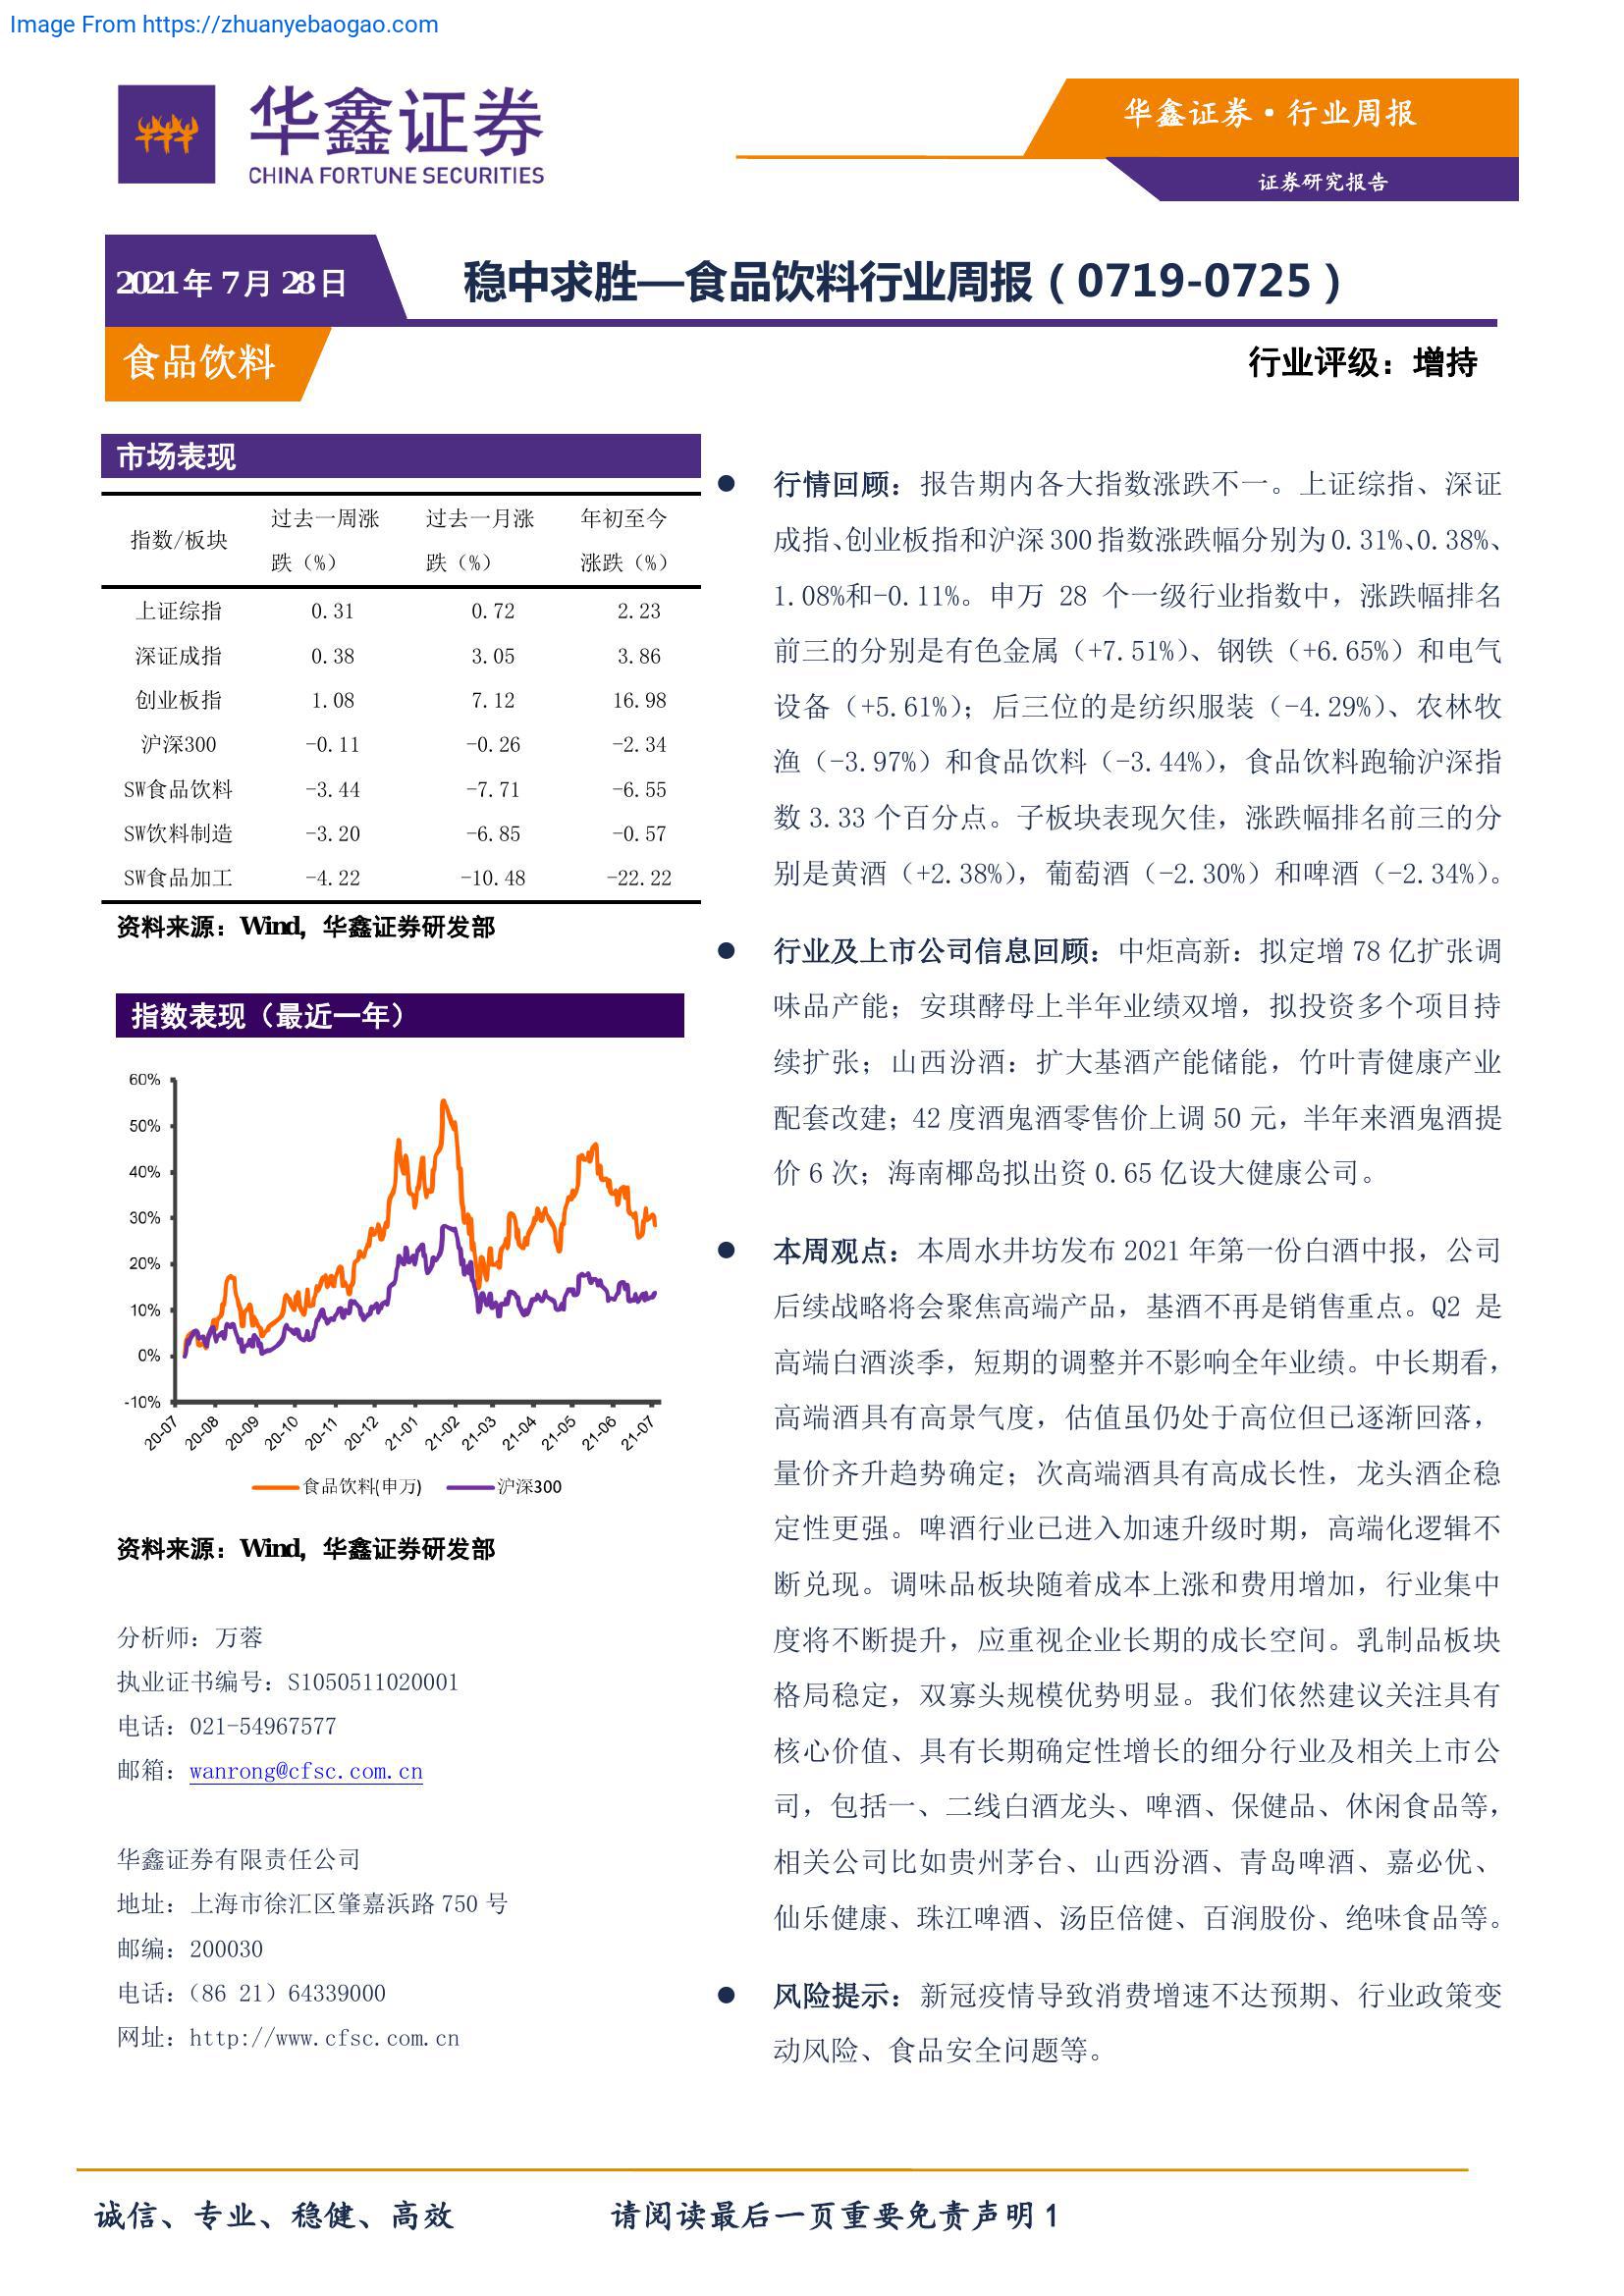 Image From https://zhuanyebaogao.com
华鑫证券
CHINA FORTUNE SECURITIES
华鑫证券·行业周报
证券研究报告
2021年 7月 28日
稳中求胜—食品饮料行业周报（0719-0725）
食品饮料
行业评级：增持
市场表现
指数/板块 过去一周涨跌（%） 过去一月涨跌（%） 年初至今涨跌（%）
上证综指 0.31 0.72 2.23
深证成指 0.38 3.05 3.86
创业板指 1.08 7.12 16.98
沪深300 -0.11 -0.26 -2.34
SW食品饮料 -3.44 -7.71 -6.55
SW饮料制造 -3.20 -6.85 -0.57
SW食品加工 -4.22 -10.48 -22.22
资料来源：Wind，华鑫证券研发部
指数表现（最近一年）
60%
50%
40%
30%
20%
10%
0%
-10%
20-07 20-08 20-09 20-10 20-11 20-12 21-01 21-02 21-03 21-04 21-05 21-06 21-07
食品饮料(申万) 沪深300
资料来源：Wind，华鑫证券研发部
分析师：万蓉
执业证书编号：S1050511020001
电话：021-54967577
邮箱：wanrong@cfsc.com.cn
华鑫证券有限责任公司
地址：上海市徐汇区肇嘉浜路 750 号
邮编：200030
电话：（86 21）64339000
网址：http://www.cfsc.com.cn
● 行情回顾：报告期内各大指数涨跌不一。上证综指、深证
成指、创业板指和沪深 300 指数涨跌幅分别为 0.31%、0.38%、
1.08%和-0.11%。申万 28 个一级行业指数中，涨跌幅排名
前三的分别是有色金属（+7.51%）、钢铁（+6.65%）和电气
设备（+5.61%）；后三位的是纺织服装（-4.29%）、农林牧
渔（-3.97%）和食品饮料（-3.44%），食品饮料跑输沪深指
数 3.33 个百分点。子板块表现欠佳，涨跌幅排名前三的分
别是黄酒（+2.38%），葡萄酒（-2.30%）和啤酒（-2.34%）。
● 行业及上市公司信息回顾：中炬高新：拟定增 78 亿扩张调
味品产能；安琪酵母上半年业绩双增，拟投资多个项目持
续扩张；山西汾酒：扩大基酒产能储能，竹叶青健康产业
配套改建；42 度酒鬼酒零售价上调 50 元，半年来酒鬼酒提
价 6 次；海南椰岛拟出资 0.65 亿设大健康公司。
● 本周观点：本周水井坊发布 2021 年第一份白酒中报，公司
后续战略将会聚焦高端产品，基酒不再是销售重点。Q2 是
高端白酒淡季，短期的调整并不影响全年业绩。中长期看，
高端酒具有高景气度，估值虽仍处于高位但已逐渐回落，
量价齐升趋势确定；次高端酒具有高成长性，龙头酒企稳
定性更强。啤酒行业已进入加速升级时期，高端化逻辑不
断兑现。调味品板块随着成本上涨和费用增加，行业集中
度将不断提升，应重视企业长期的成长空间。乳制品板块
格局稳定，双寡头规模优势明显。我们依然建议关注具有
核心价值、具有长期确定性增长的细分行业及相关上市公
司，包括一、二线白酒龙头、啤酒、保健品、休闲食品等，
相关公司比如贵州茅台、山西汾酒、青岛啤酒、嘉必优、
仙乐健康、珠江啤酒、汤臣倍健、百润股份、绝味食品等。
● 风险提示：新冠疫情导致消费增速不达预期、行业政策变
动风险、食品安全问题等。
诚信、专业、稳健、高效 请阅读最后一页重要免责声明 1